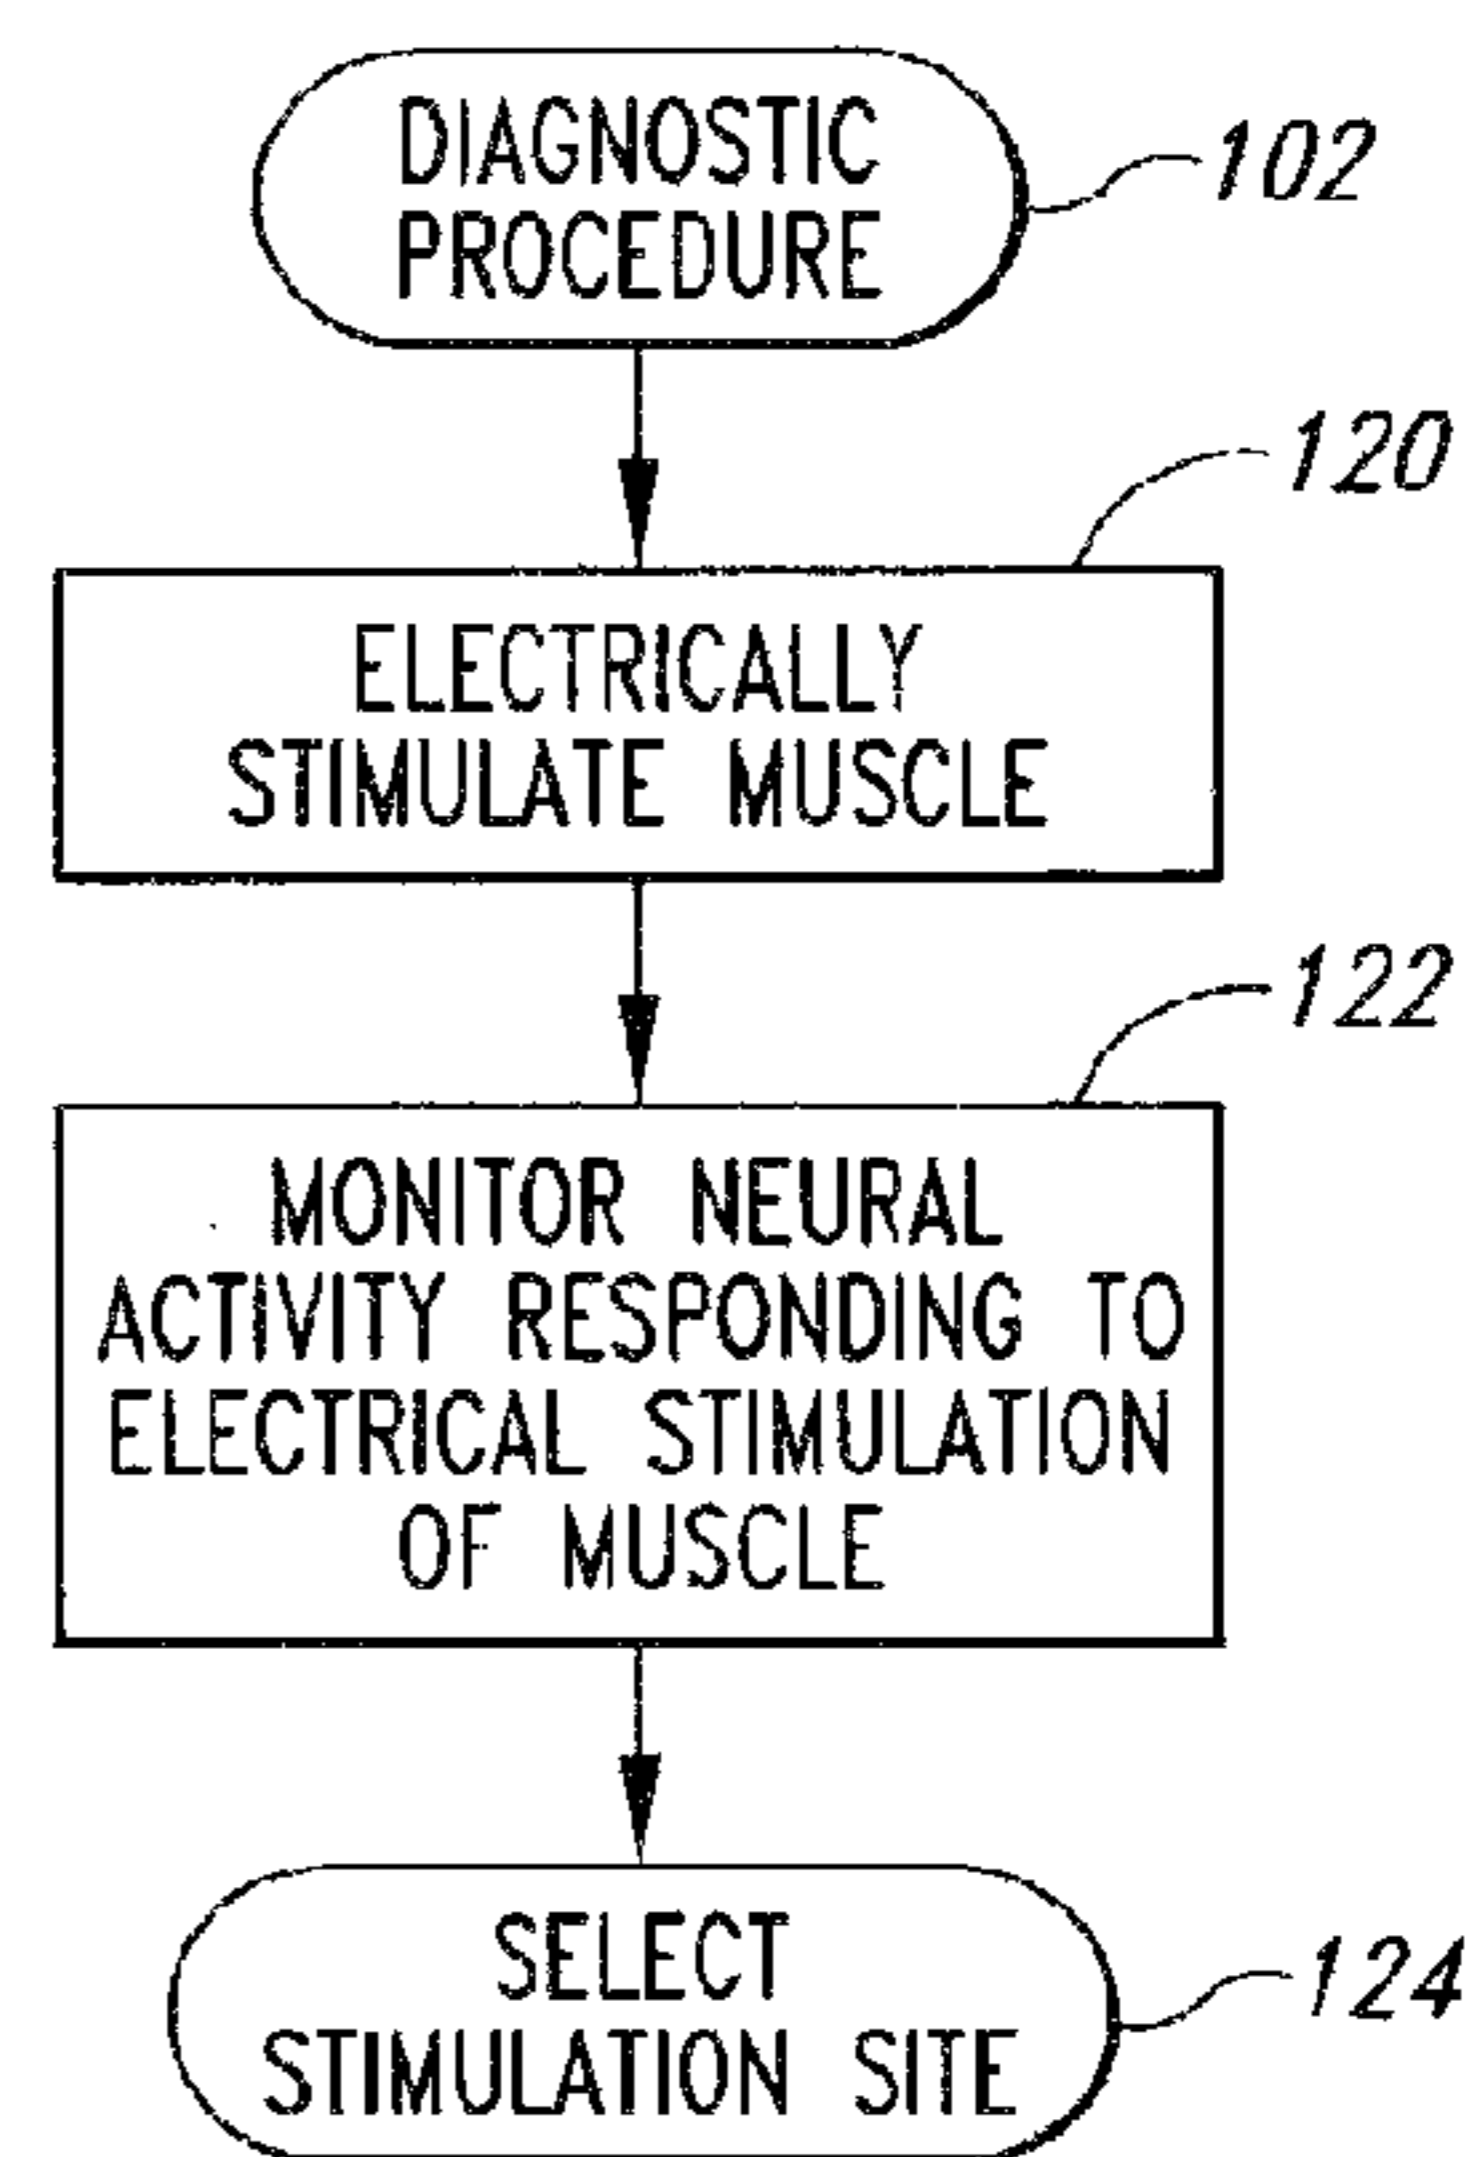 DIAGNOSTIC
PROCEDURE
102
120
ELECTRICALLY
STIMULATE MUSCLE
122
MONITOR NEURAL
ACTIVITY RESPONDING TO
ELECTRICAL STIMULATION
OF MUSCLE
SELECT
STIMULATION SITE
124